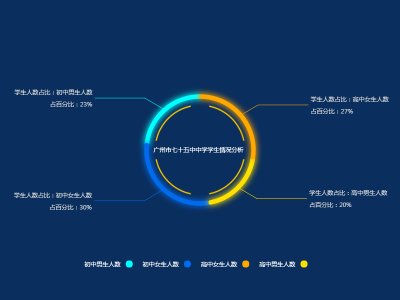 学生人数占比：初中男生人数
占百分比：23%
学生人数占比：高中女生人数
占百分比：27%
广州市七十五中中学学生情况分析
学生人数占比：初中女生人数
占百分比：30%
学生人数占比：高中男生人数
占百分比：20%
初中男生人数
初中女生人数
高中女生人数
高中男生人数